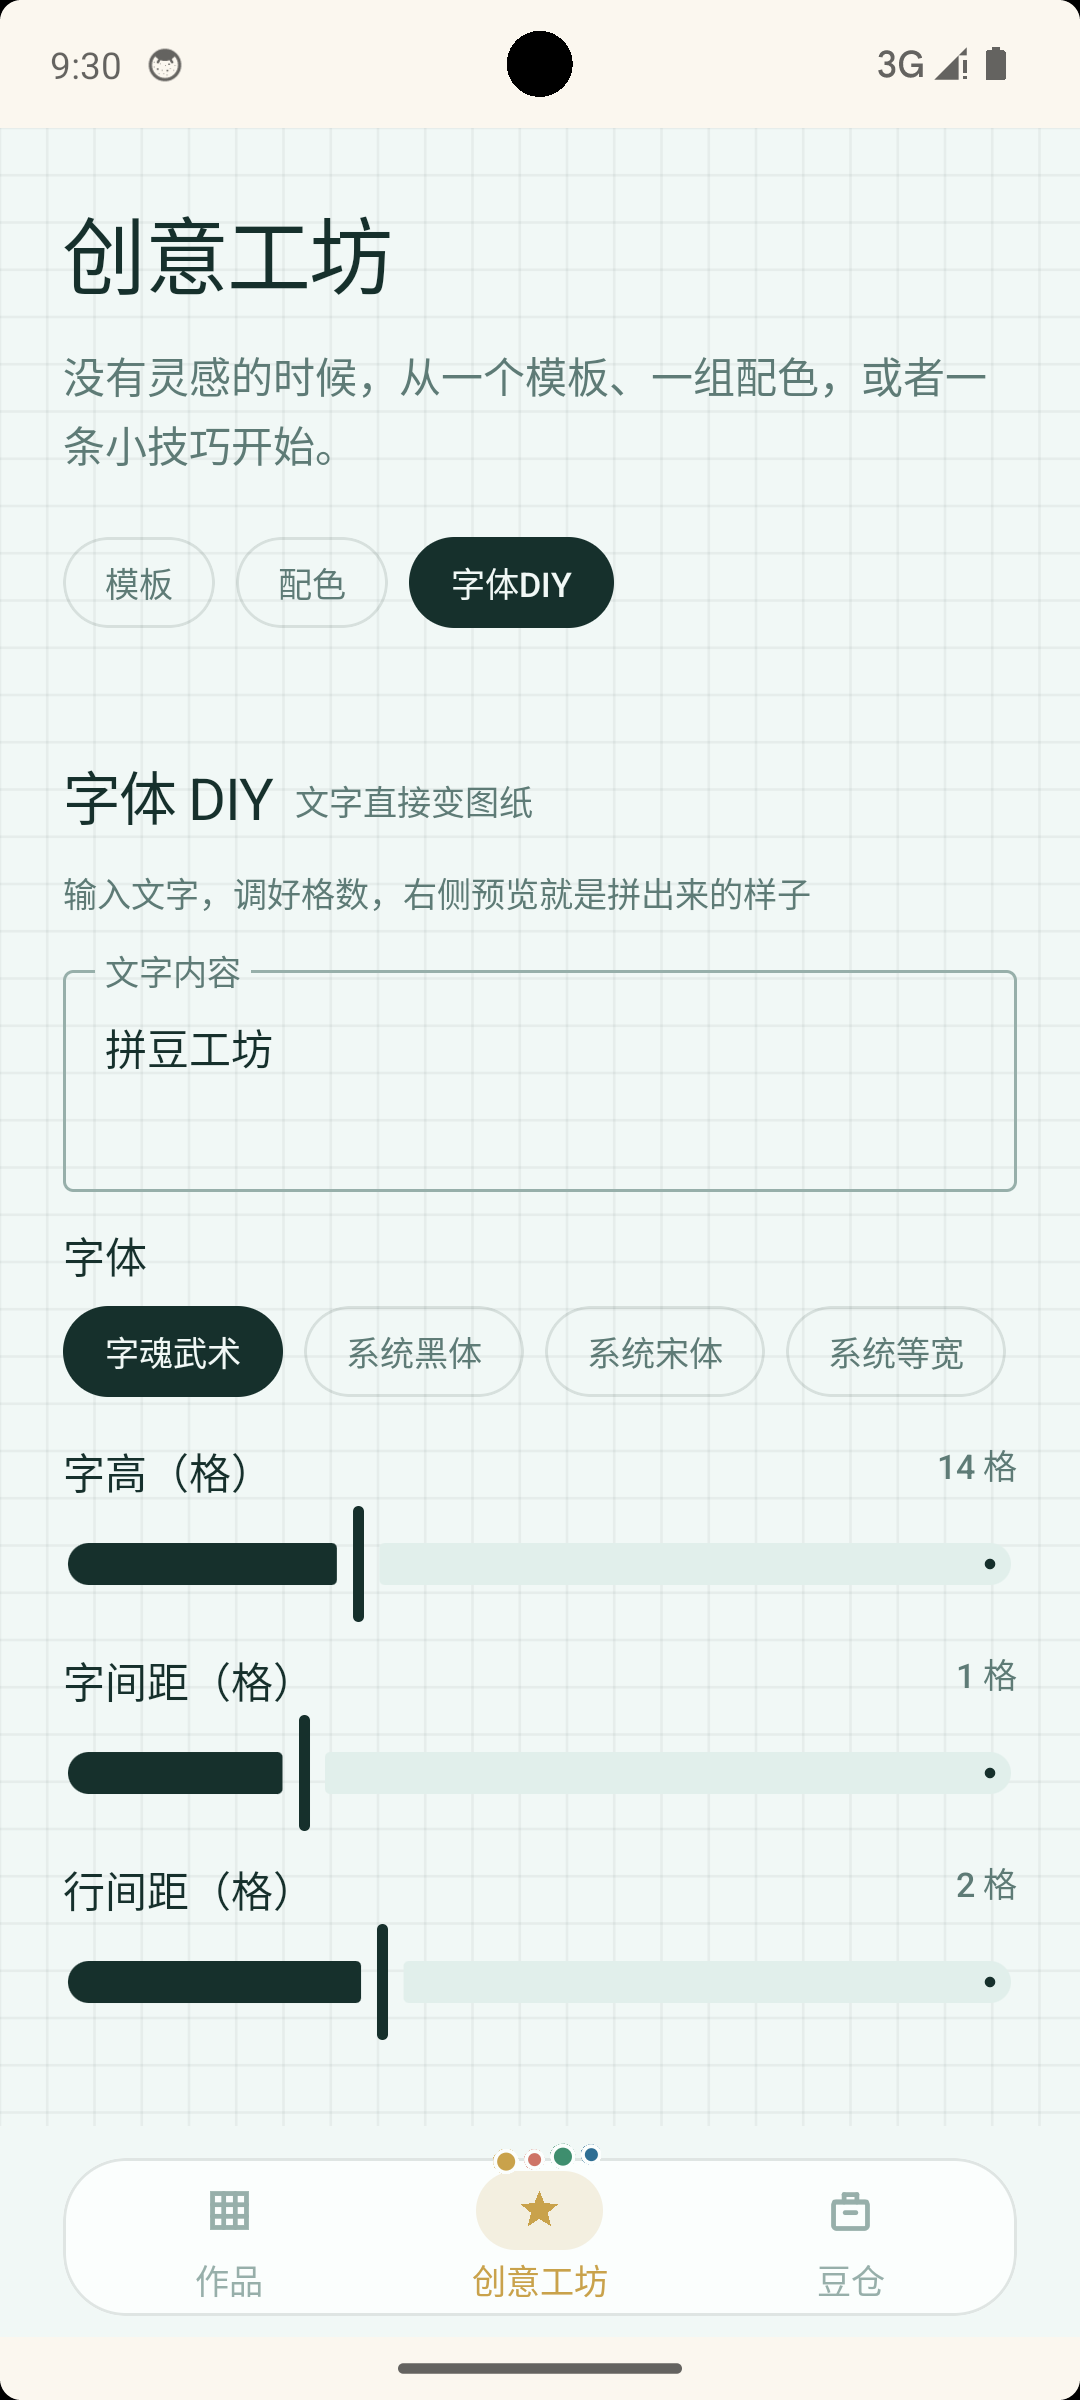 9:30
3G
创意工坊
没有灵感的时候，从一个模板、一组配色，或者一
条小技巧开始。
模板 配色 字体DIY
字体 DIY 文字直接变图纸
输入文字，调好格数，右侧预览就是拼出来的样子
文字内容
拼豆工坊
字体
字魂武术 系统黑体 系统宋体 系统等宽
字高（格） 14 格
字间距（格） 1 格
行间距（格） 2 格
作品 创意工坊 豆仓